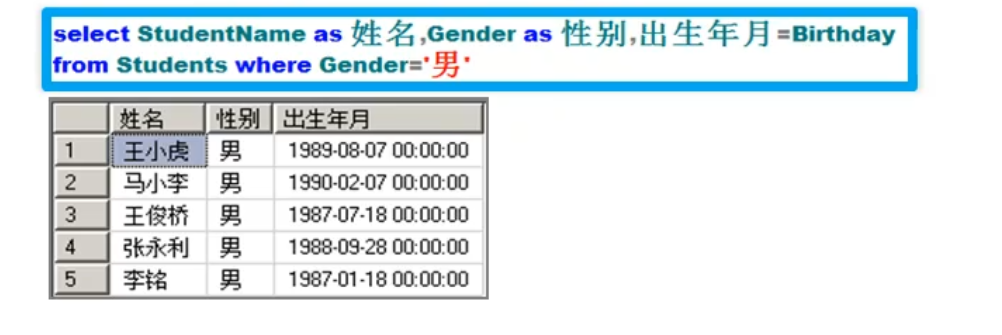 select StudentName as 姓名,Gender as 性别,出生年月=Birthday
from Students where Gender='男'
姓名 性别 出生年月
1 王小虎 男 1989-08-07 00:00:00
2 马小李 男 1990-02-07 00:00:00
3 王俊桥 男 1987-07-18 00:00:00
4 张永利 男 1988-09-28 00:00:00
5 李铭 男 1987-01-18 00:00:00